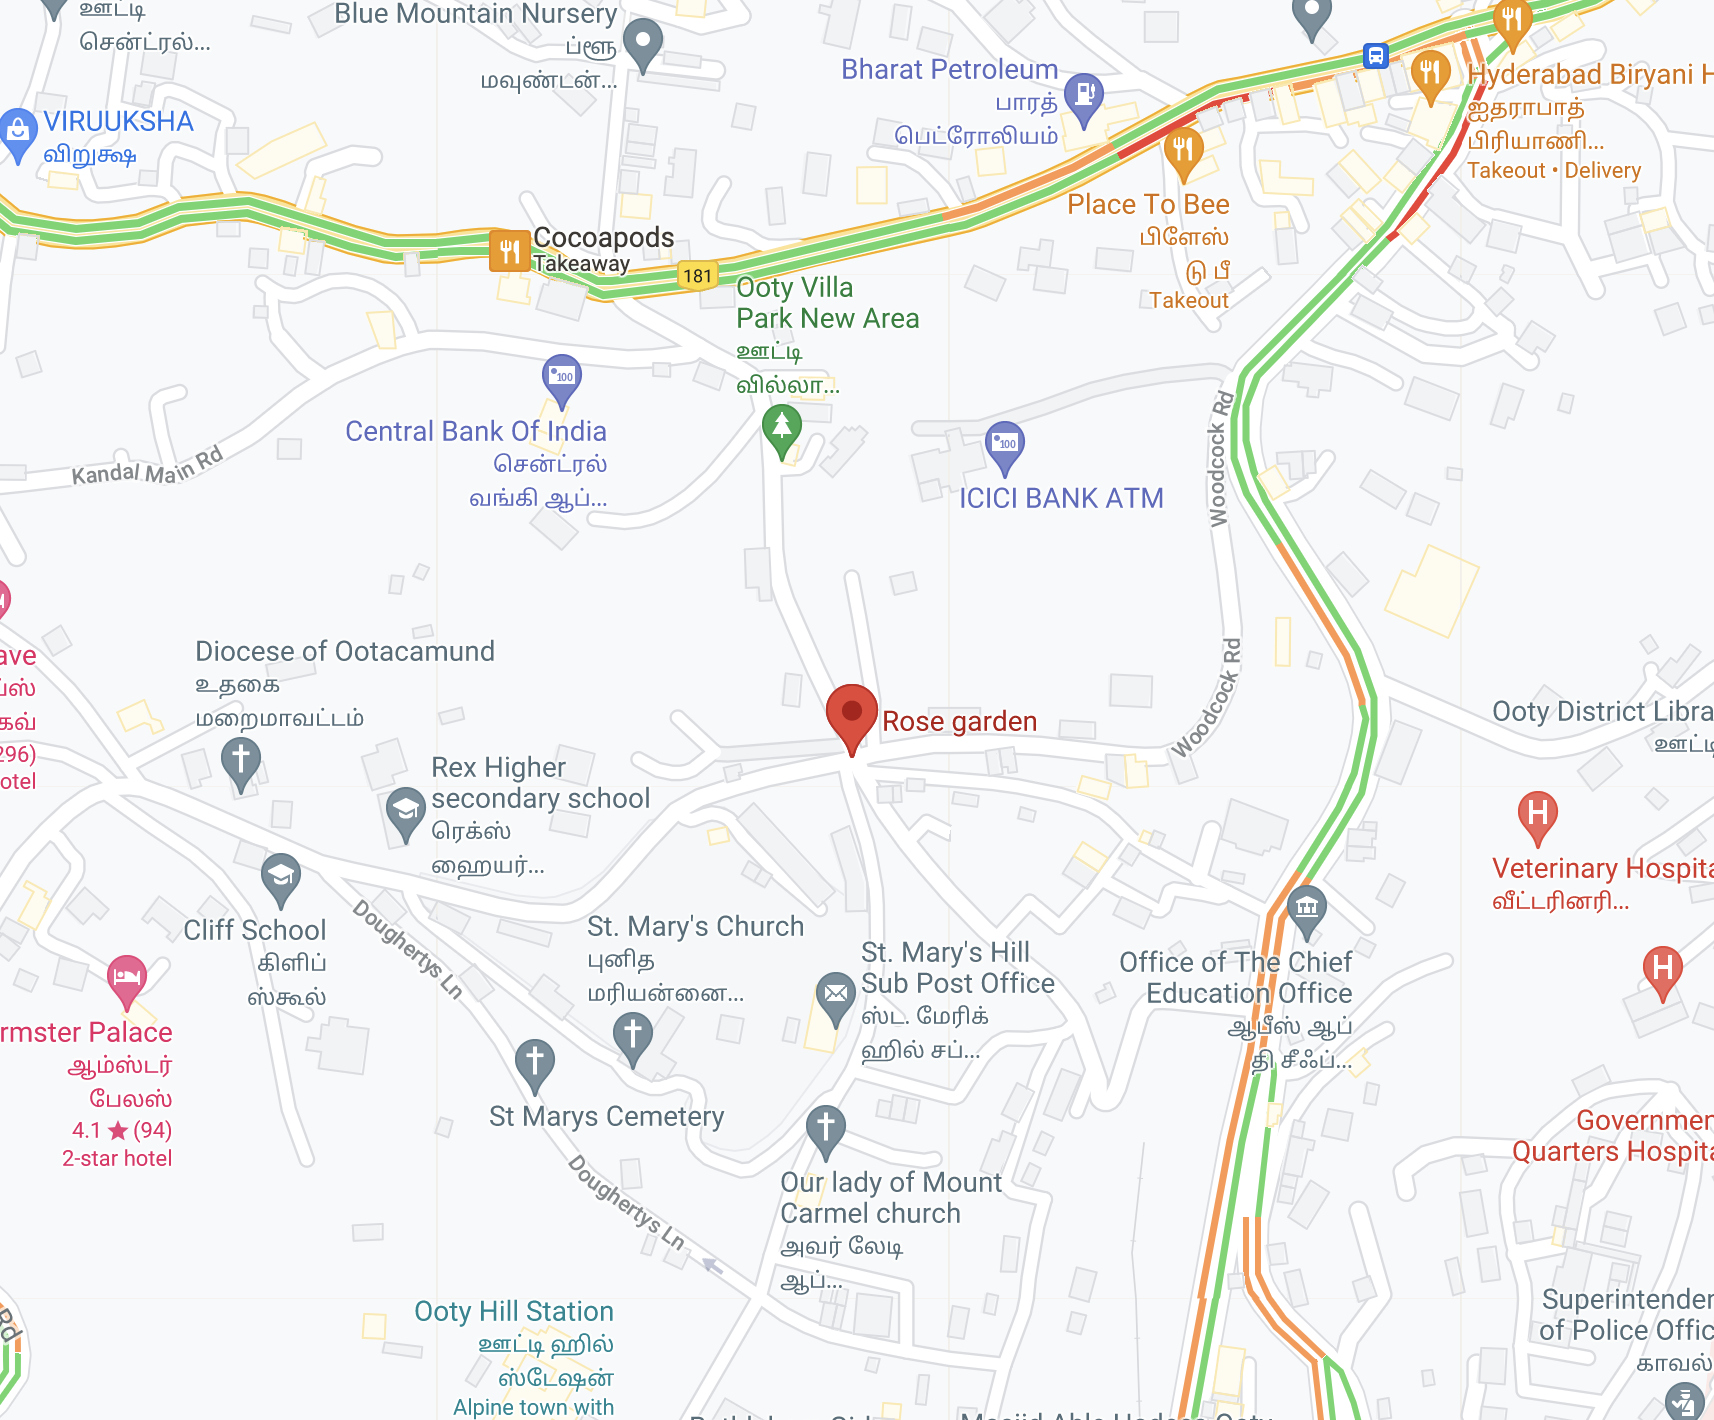 ஊட்டி
சென்ட்ரல்...
Blue Mountain Nursery
ப்ளூ
மவுண்டன்...
Bharat Petroleum
பாரத்
பெட்ரோலியம்
Hyderabad Biryani H
ஐதராபாத்
பிரியாணி...
Takeout • Delivery
VIRUUKSHA
விறுக்ஷ
Place To Bee
பிளேஸ்
டு பீ
Takeout
Cocoapods
Takeaway
181
Ooty Villa
Park New Area
ஊட்டி
வில்லா...
100
Central Bank Of India
சென்ட்ரல்
வங்கி ஆப்...
100
ICICI BANK ATM
Woodcock Rd
Kandal Main Rd
Woodcock Rd
ave
கவ்
296)
otel
Diocese of Ootacamund
உதகை
மறைமாவட்டம்
Rose garden
Ooty District Libra
ஊட்டி
Rex Higher
secondary school
ரெக்ஸ்
ஹையர்...
H
Veterinary Hospita
வீட்டரினரி...
Cliff School
கிளிப்
ஸ்கூல்
Doughertys Ln
St. Mary's Church
புனித
மரியன்னை...
St. Mary's Hill
Sub Post Office
ஸ்ட. மேரிக்
ஹில் சப்...
Office of The Chief
Education Office
ஆபீஸ் ஆப்
தி சீஃப்...
H
rmster Palace
ஆம்ஸ்டர்
பேலஸ்
4.1 ★ (94)
2-star hotel
St Marys Cemetery
Governmen
Quarters Hospita
Doughertys Ln
Our lady of Mount
Carmel church
அவர் லேடி
ஆப்...
Ooty Hill Station
ஊட்டி ஹில்
ஸ்டேஷன்
Alpine town with
Rd
Superintender
of Police Offic
காவல்